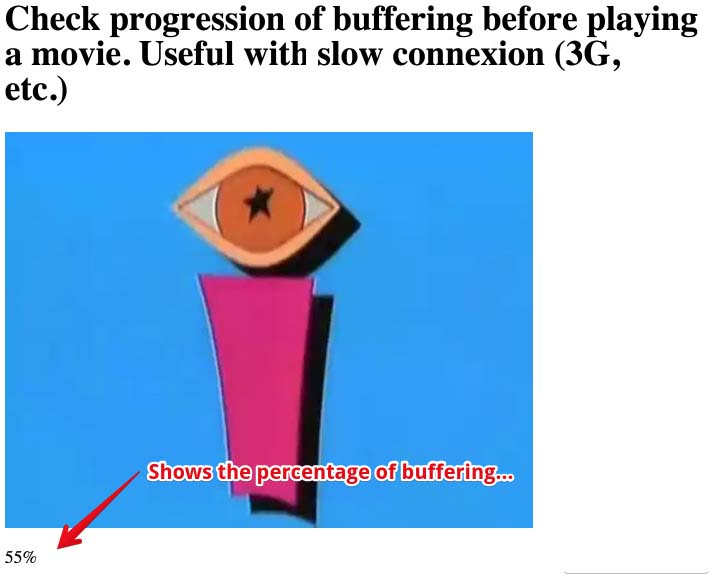 Check progression of buffering before playing
a movie. Useful with slow connexion (3G,
etc.)
Shows the percentage of buffering...
55%